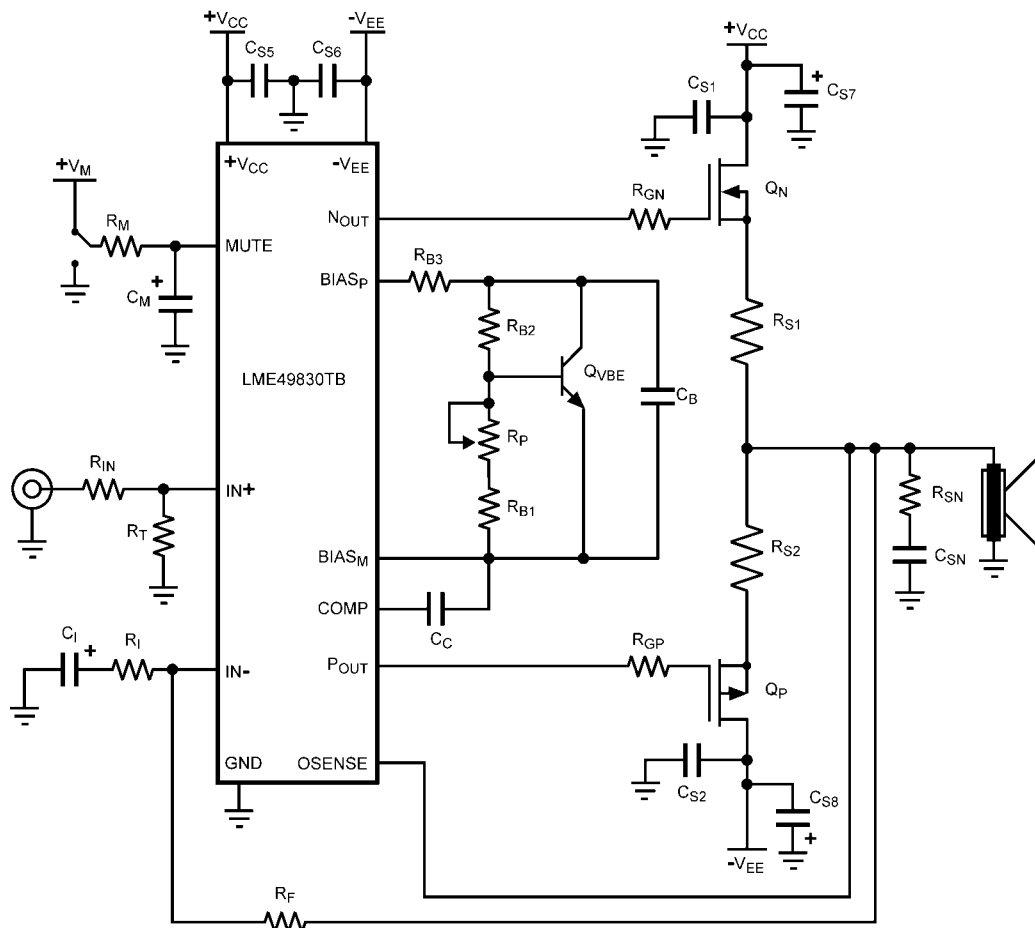 +VCC
-VEE
+VCC
CS5
CS6
CS1
+
CS7
+VCC
-VEE
+VM
RM
NOUT
RGN
QN
MUTE
RB3
BIASP
+
CM
RB2
RS1
LME49830TB
QVBE
CB
RP
RIN
IN+
RSN
RT
RB1
RS2
BIASM
CSN
COMP
CC
CI
+
RI
RGP
IN-
POUT
QP
GND
OSENSE
CS2
CS8
+
-VEE
RF